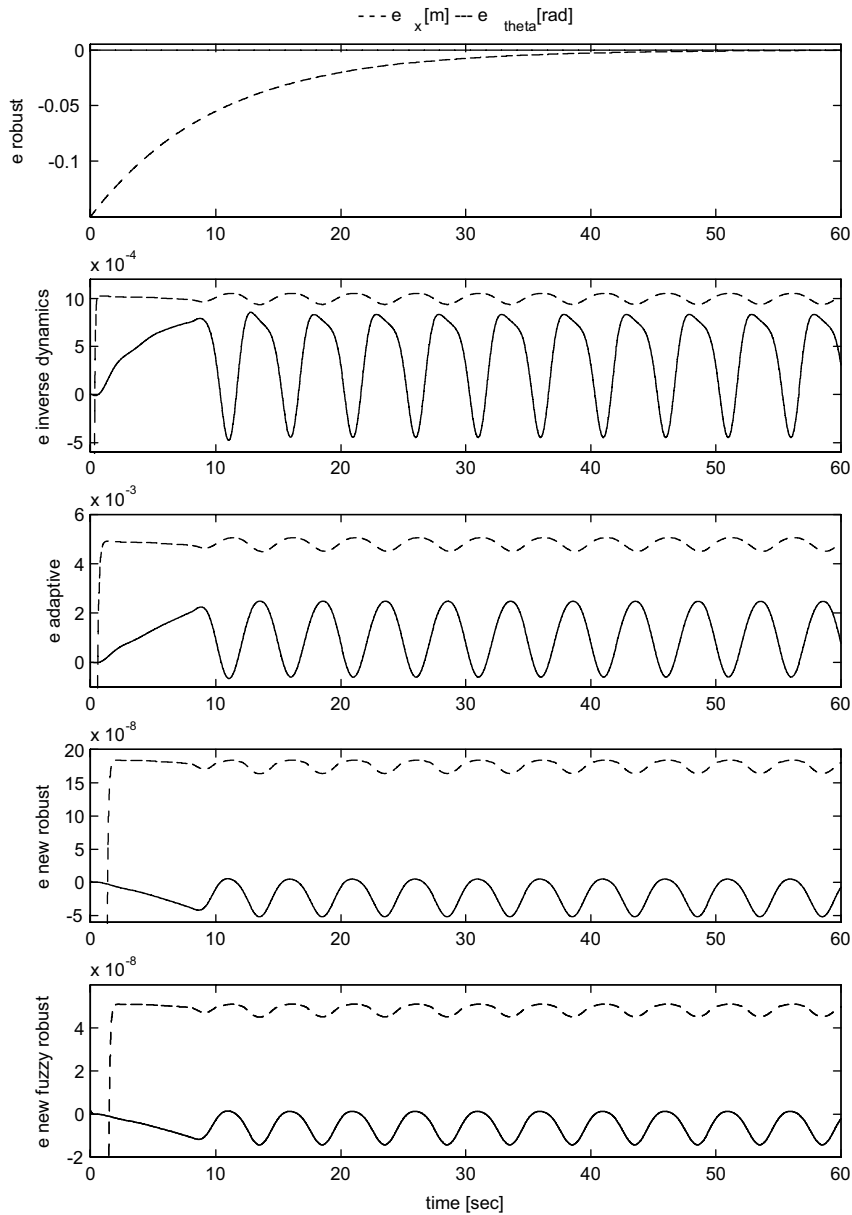 - - - e x [m] --- e theta [rad]
0
-0.05
-0.1
e robust
0 10 20 30 40 50 60
x 10-4
10
5
0
-5
e inverse dynamics
0 10 20 30 40 50 60
x 10-3
6
4
2
0
e adaptive
0 10 20 30 40 50 60
x 10-8
20
15
10
5
0
-5
e new robust
0 10 20 30 40 50 60
x 10-8
4
2
0
-2
e new fuzzy robust
0 10 20 30 40 50 60
time [sec]